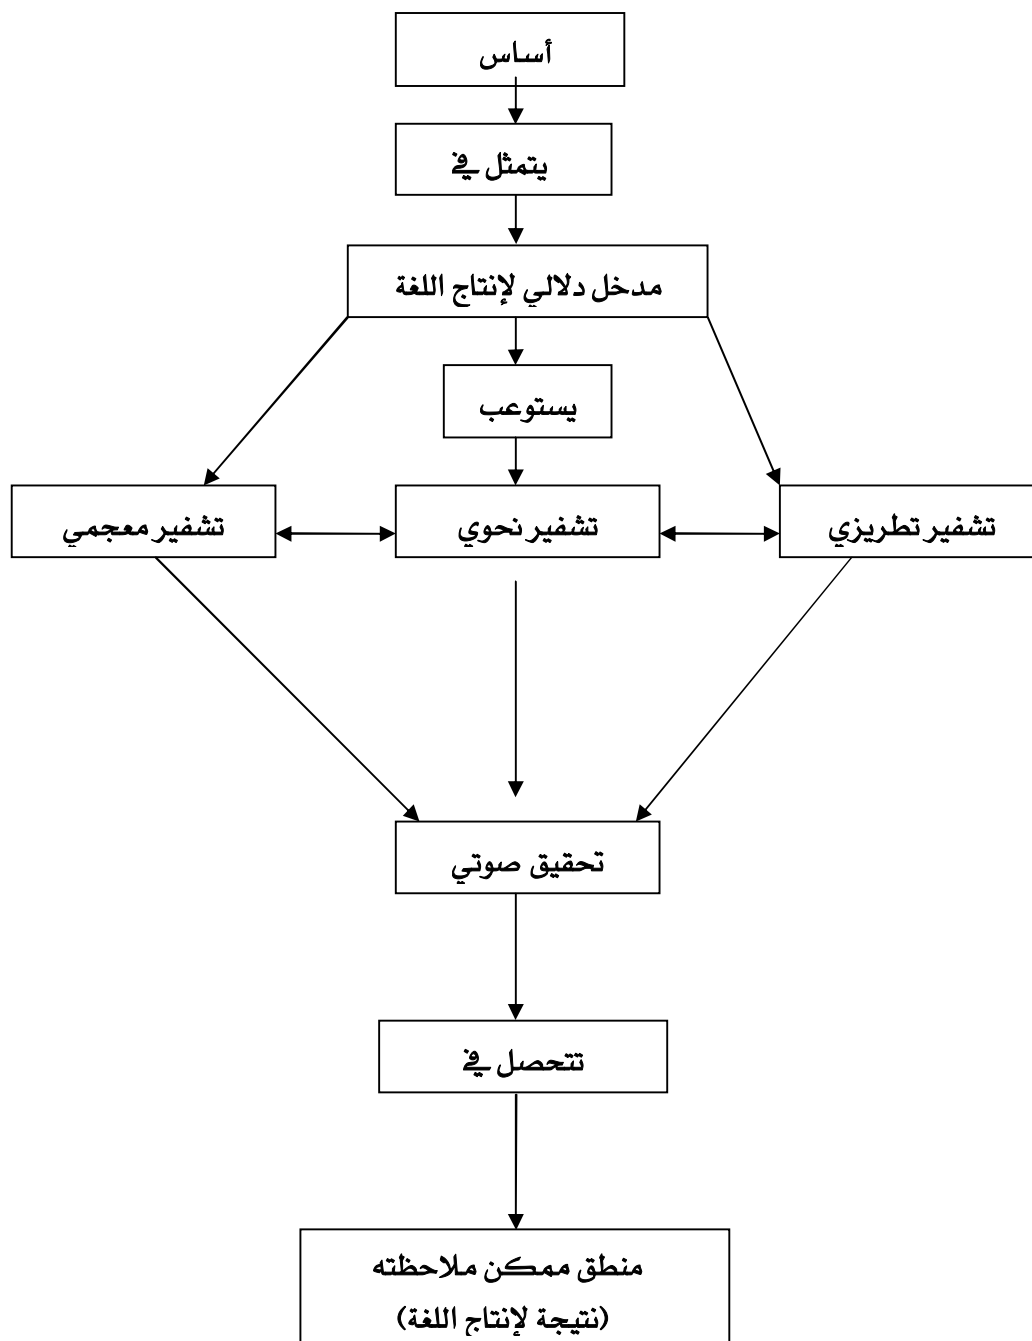 أساس
يتمثل في
مدخل دلالي لإنتاج اللغة
يستوعب
تشفير تطريزي
تشفير نحوي
تشفير معجمي
تحقيق صوتي
تتحصل في
منطق ممكن ملاحظته
(نتيجة لإنتاج اللغة)